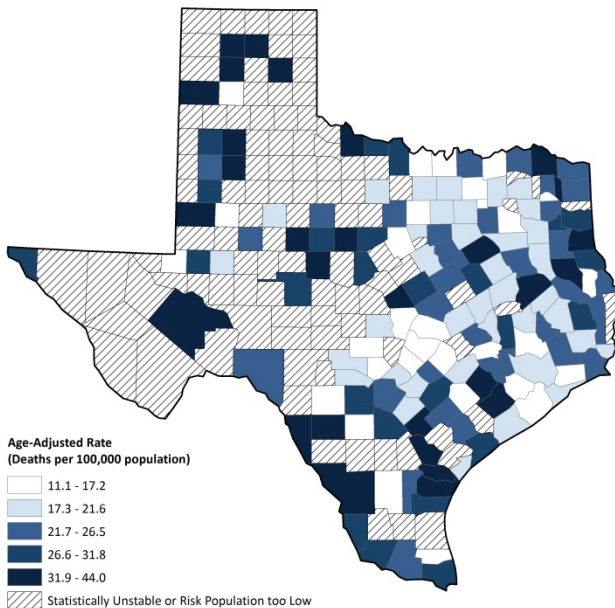 Age-Adjusted Rate
(Deaths per 100,000 population)
11.1 - 17.2
17.3 - 21.6
21.7 - 26.5
26.6 - 31.8
31.9 - 44.0
Statistically Unstable or Risk Population too Low